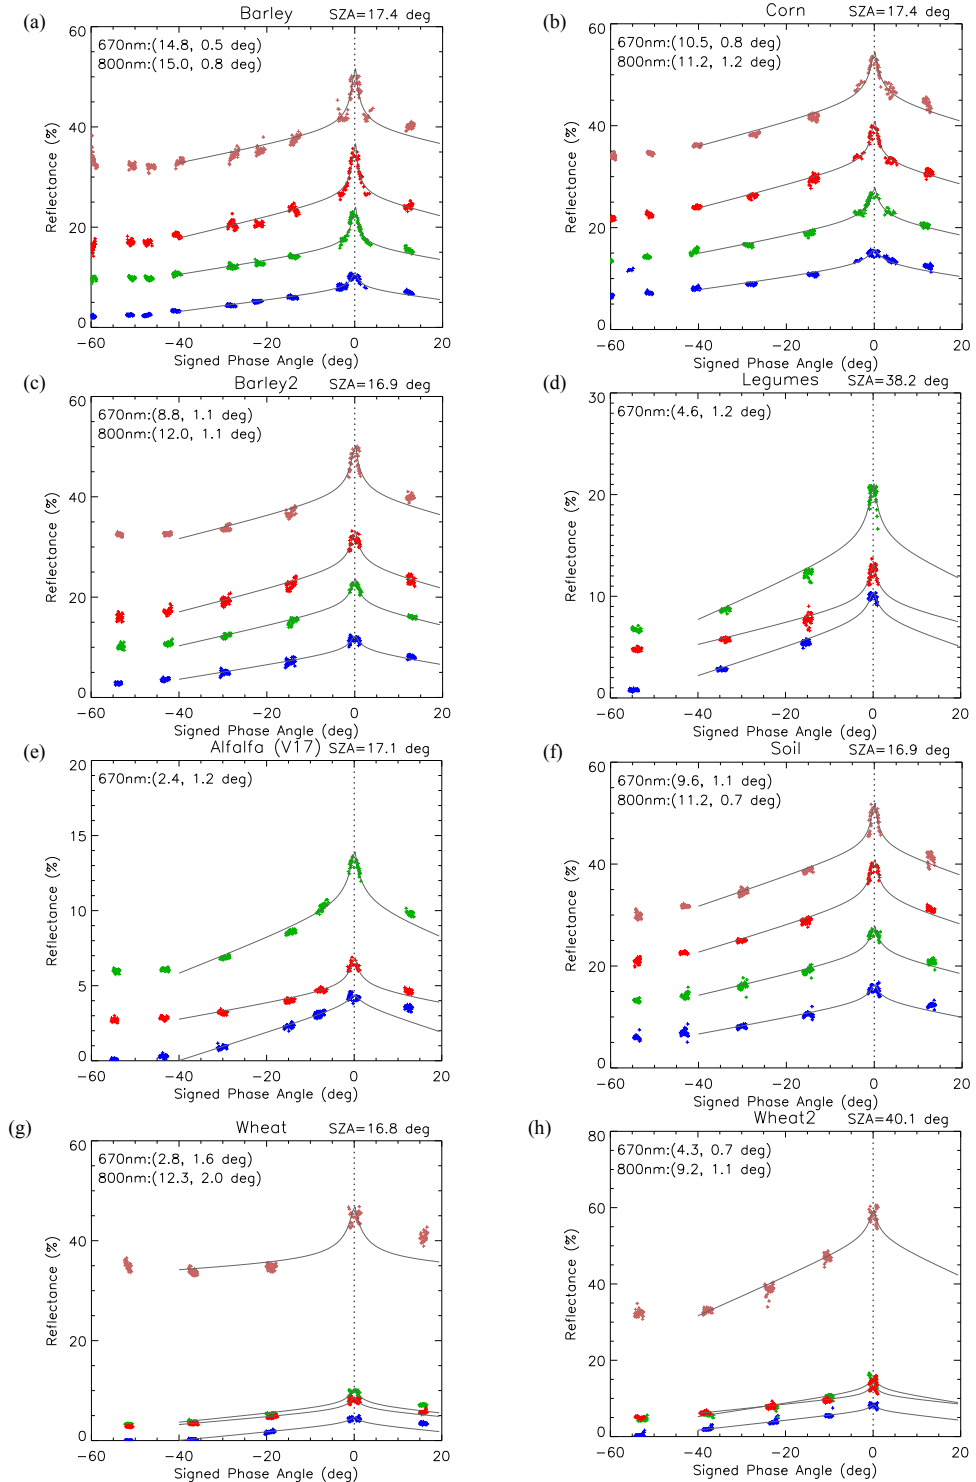 (a) Barley SZA=17.4 deg
670nm:(14.8, 0.5 deg)
800nm:(15.0, 0.8 deg)
60
40
20
0
Reflectance (%)
−60 −40 −20 0 20
Signed Phase Angle (deg)
(b) Corn SZA=17.4 deg
670nm:(10.5, 0.8 deg)
800nm:(11.2, 1.2 deg)
60
40
20
0
Reflectance (%)
−60 −40 −20 0 20
Signed Phase Angle (deg)
(c) Barley2 SZA=16.9 deg
670nm:(8.8, 1.1 deg)
800nm:(12.0, 1.1 deg)
60
40
20
0
Reflectance (%)
−60 −40 −20 0 20
Signed Phase Angle (deg)
(d) Legumes SZA=38.2 deg
670nm:(4.6, 1.2 deg)
30
20
10
0
Reflectance (%)
−60 −40 −20 0 20
Signed Phase Angle (deg)
(e) Alfalfa (V17) SZA=17.1 deg
670nm:(2.4, 1.2 deg)
20
15
10
5
0
Reflectance (%)
−60 −40 −20 0 20
Signed Phase Angle (deg)
(f) Soil SZA=16.9 deg
670nm:(9.6, 1.1 deg)
800nm:(11.2, 0.7 deg)
60
40
20
0
Reflectance (%)
−60 −40 −20 0 20
Signed Phase Angle (deg)
(g) Wheat SZA=16.8 deg
670nm:(2.8, 1.6 deg)
800nm:(12.3, 2.0 deg)
60
40
20
0
Reflectance (%)
−60 −40 −20 0 20
Signed Phase Angle (deg)
(h) Wheat2 SZA=40.1 deg
670nm:(4.3, 0.7 deg)
800nm:(9.2, 1.1 deg)
80
60
40
20
0
Reflectance (%)
−60 −40 −20 0 20
Signed Phase Angle (deg)